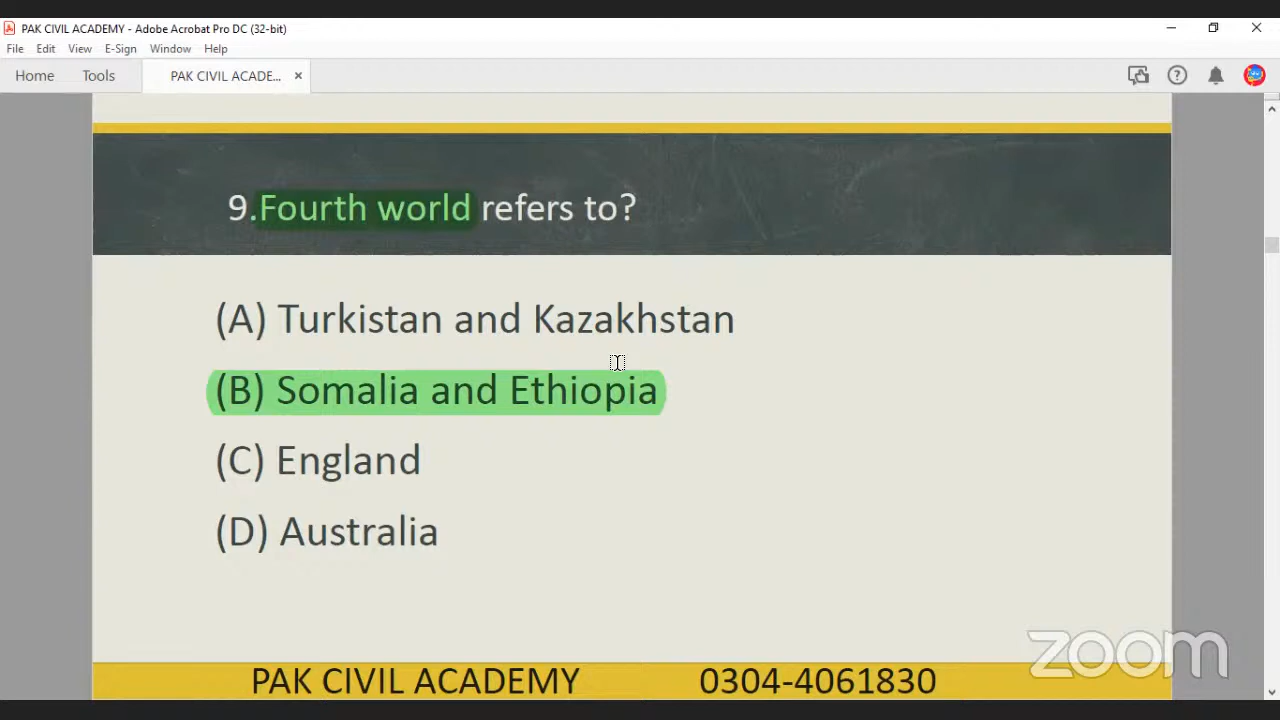 PAK CIVIL ACADEMY - Adobe Acrobat Pro DC (32-bit)
File Edit View E-Sign Window Help
Home Tools PAK CIVIL ACADE... ×
9.Fourth world refers to?
(A) Turkistan and Kazakhstan
(B) Somalia and Ethiopia
(C) England
(D) Australia
zoom
PAK CIVIL ACADEMY 0304-4061830